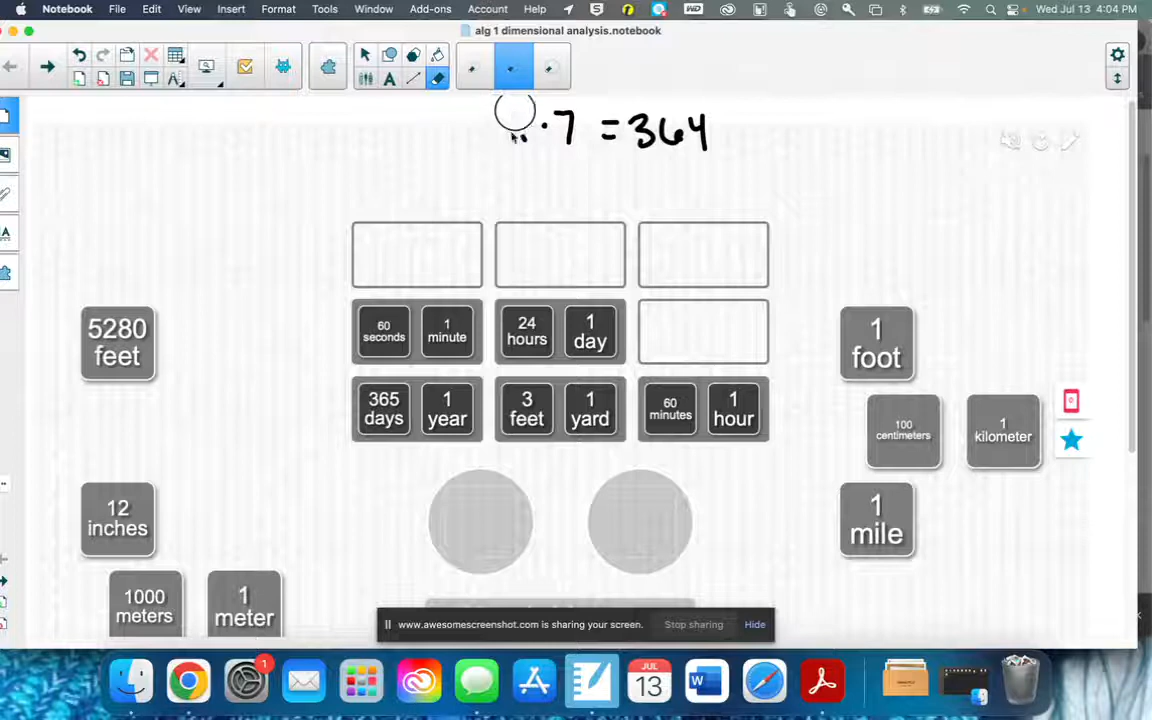 Notebook File Edit View Insert Format Tools Window Add-ons Account Help Wed Jul 13 4:04 PM
alg 1 dimensional analysis.notebook
· 7 = 364
60 seconds
1 minute
24 hours
1 day
365 days
1 year
3 feet
1 yard
60 minutes
1 hour
5280 feet
12 inches
1000 meters
1 meter
1 foot
100 centimeters
1 kilometer
1 mile
www.awesomescreenshot.com is sharing your screen. Stop sharing Hide
1
JUL
13